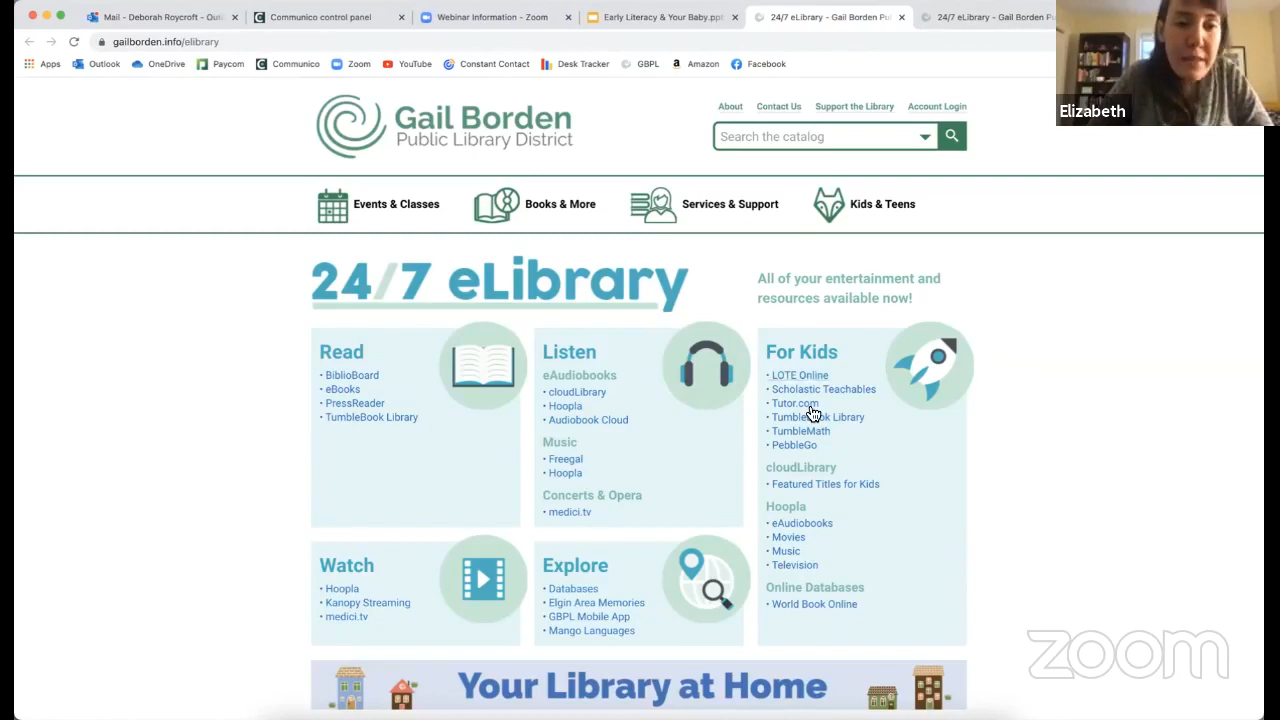 Mail - Deborah Roycroft - Outl
Communico control panel
Webinar Information - Zoom
Early Literacy & Your Baby.ppt
24/7 eLibrary - Gail Borden Pu
24/7 eLibrary - Gail Borden Pu
gailborden.info/elibrary
Apps
Outlook
OneDrive
Paycom
Communico
Zoom
YouTube
Constant Contact
Desk Tracker
GBPL
Amazon
Facebook
Elizabeth
Gail Borden
Public Library District
About
Contact Us
Support the Library
Account Login
Search the catalog
Events & Classes
Books & More
Services & Support
Kids & Teens
24/7 eLibrary
All of your entertainment and
resources available now!
Read
• BiblioBoard
• eBooks
• PressReader
• TumbleBook Library
Listen
eAudiobooks
• cloudLibrary
• Hoopla
• Audiobook Cloud
Music
• Freegal
• Hoopla
Concerts & Opera
• medici.tv
For Kids
• LOTE Online
• Scholastic Teachables
• Tutor.com
• TumbleBook Library
• TumbleMath
• PebbleGo
cloudLibrary
• Featured Titles for Kids
Hoopla
• eAudiobooks
• Movies
• Music
• Television
Online Databases
• World Book Online
Watch
• Hoopla
• Kanopy Streaming
• medici.tv
Explore
• Databases
• Elgin Area Memories
• GBPL Mobile App
• Mango Languages
Your Library at Home
zoom